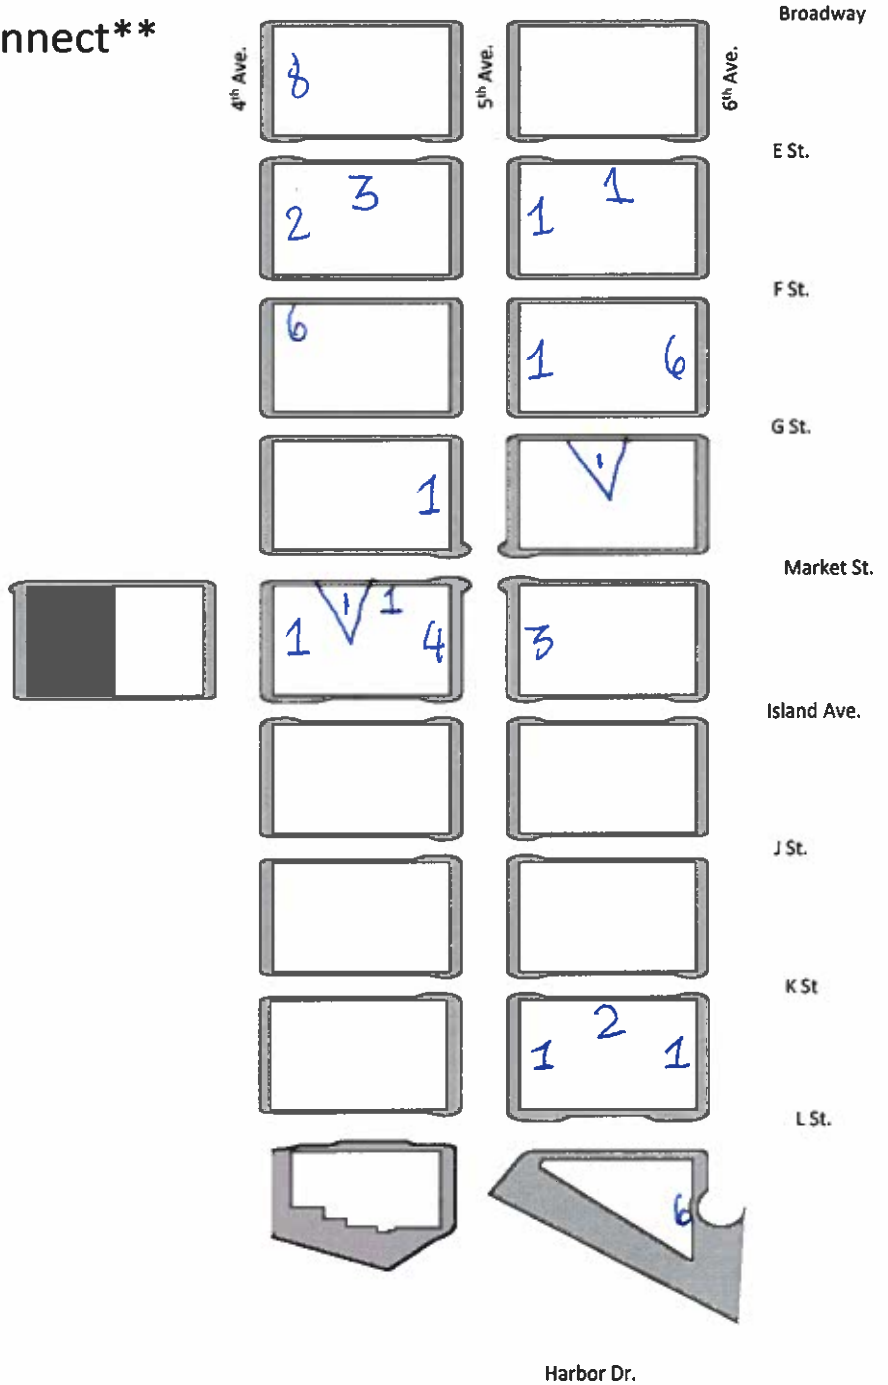 Broadway
nnect**
4th Ave.
5th Ave.
6th Ave.
8
E St.
3
1
2
1
F St.
6
1
6
G St.
1
1
Market St.
1
1
1
4
3
Island Ave.
J St.
K St
2
1
1
L St.
6
Harbor Dr.